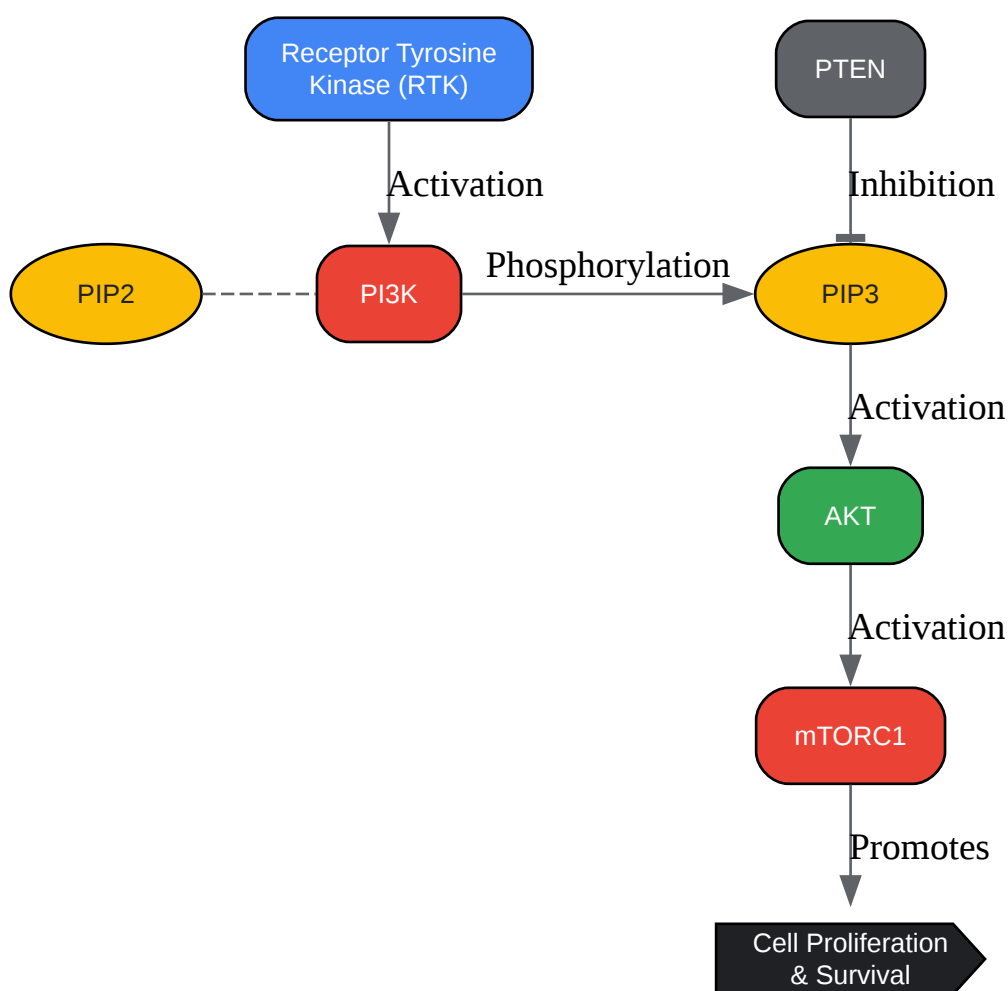 Receptor Tyrosine
Kinase (RTK)
PTEN
Activation
Inhibition
PIP2
PI3K
Phosphorylation
PIP3
Activation
AKT
Activation
mTORC1
Promotes
Cell Proliferation
& Survival